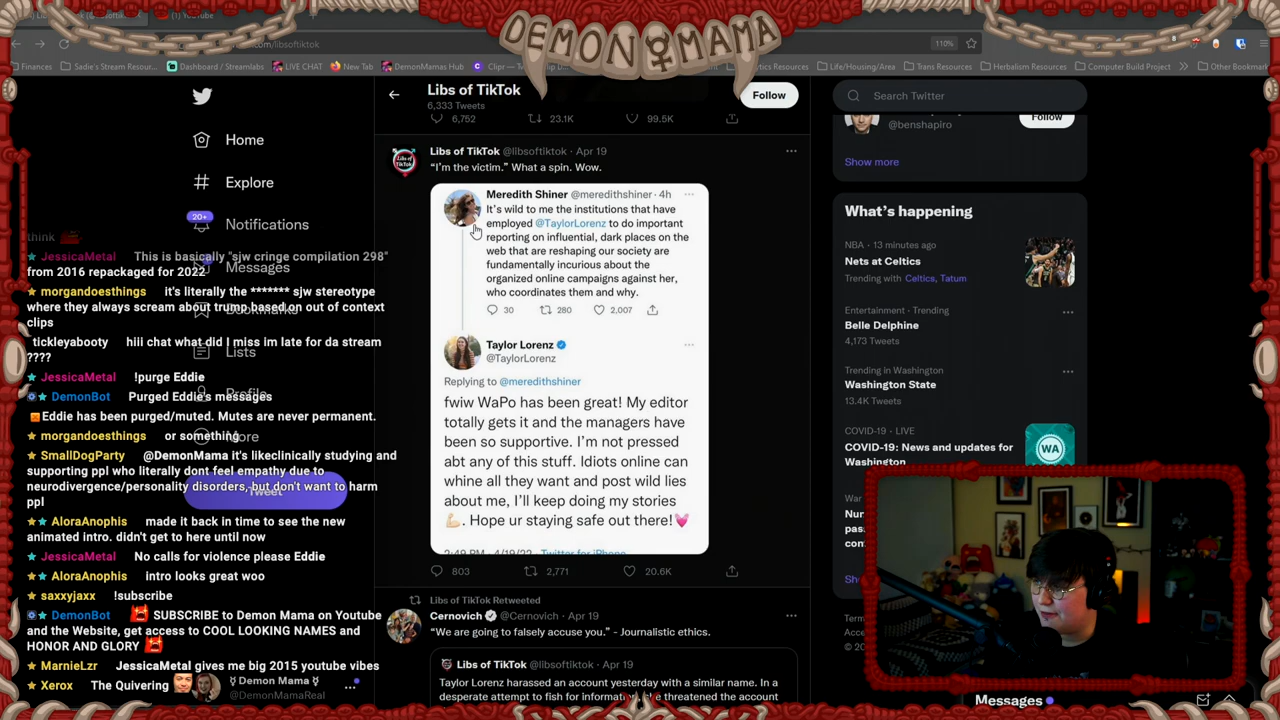 DEMON MAMA
(1) YouTube
.com/libsoftiktok
110%
Finances
Sadie's Stream Resour...
Dashboard / Streamlabs
LIVE CHAT
New Tab
DemonMamas Hub
Life/Housing/Area
Trans Resources
Herbalism Resources
Computer Build Project
Other Bookmar
Home
Explore
20+
Notifications
Messages
Bookmarks
Lists
Profile
More
Tweet
think
JessicaMetal This is basically "sjw cringe compilation 298"
from 2016 repackaged for 2022
morgandoesthings it's literally the ******* sjw stereotype
where they always scream about trump based on out of context
clips
tickleyabooty hiii chat what did I miss im late for da stream
????
JessicaMetal !purge Eddie
DemonBot Purged Eddie's messages
Eddie has been purged/muted. Mutes are never permanent.
morgandoesthings or something
SmallDogParty @DemonMama it's likeclinically studying and
supporting ppl who literally dont feel empathy due to
neurodivergence/personality disorders, but don't want to harm
ppl
AloraAnophis made it back in time to see the new
animated intro. didn't get to here until now
JessicaMetal No calls for violence please Eddie
AloraAnophis intro looks great woo
saxxyjaxx !subscribe
DemonBot SUBSCRIBE to Demon Mama on Youtube
and the Website, get access to COOL LOOKING NAMES and
HONOR AND GLORY
MarnieLzr JessicaMetal gives me big 2015 youtube vibes
Xerox The Quivering
Demon Mama
@DemonMamaReal
Libs of TikTok
6,333 Tweets
Follow
6,752 23.1K 99.5K
Libs of TikTok @libsoftiktok · Apr 19
“I'm the victim.” What a spin. Wow.
Meredith Shiner @meredithshiner · 4h
It's wild to me the institutions that have
employed @TaylorLorenz to do important
reporting on influential, dark places on the
web that are reshaping our society are
fundamentally incurious about the
organized online campaigns against her,
who coordinates them and why.
30 280 2,007
Taylor Lorenz
@TaylorLorenz
Replying to @meredithshiner
fwiw WaPo has been great! My editor
totally gets it and the managers have
been so supportive. I'm not pressed
abt any of this stuff. Idiots online can
whine all they want and post wild lies
about me, I'll keep doing my stories
. Hope ur staying safe out there!
2:49 PM · 4/19/22 · Twitter for iPhone
803 2,771 20.6K
Libs of TikTok Retweeted
Cernovich @Cernovich · Apr 19
“We are going to falsely accuse you.” - Journalistic ethics.
Libs of TikTok @libsoftiktok · Apr 19
Taylor Lorenz harassed an account yesterday with a similar name. In a
desperate attempt to fish for information, she threatened the account
Search Twitter
@benshapiro
Follow
Show more
What's happening
NBA · 13 minutes ago
Nets at Celtics
Trending with Celtics, Tatum
Entertainment · Trending
Belle Delphine
4,173 Tweets
Trending in Washington
Washington State
13.4K Tweets
COVID-19 · LIVE
COVID-19: News and updates for
Washington
WA
Messages